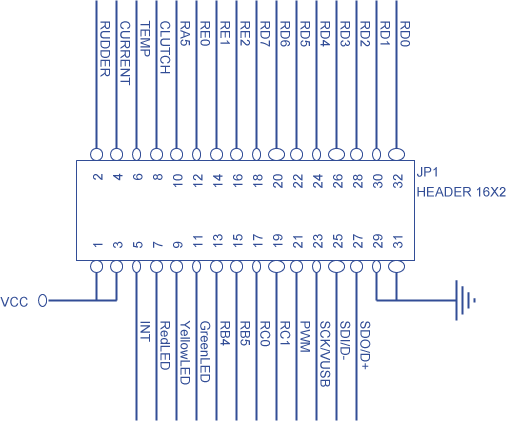 RUDDER
CURRENT
TEMP
CLUTCH
RA5
RE0
RE1
RE2
RD7
RD6
RD5
RD4
RD3
RD2
RD1
RD0
2
4
6
8
10
12
14
16
18
20
22
24
26
28
30
32
JP1
HEADER 16X2
1
3
5
7
9
11
13
15
17
19
21
23
25
27
29
31
VCC
INT
RedLED
YellowLED
GreenLED
RB4
RB5
RC0
RC1
PWM
SCK/VUSB
SDI/D-
SDO/D+